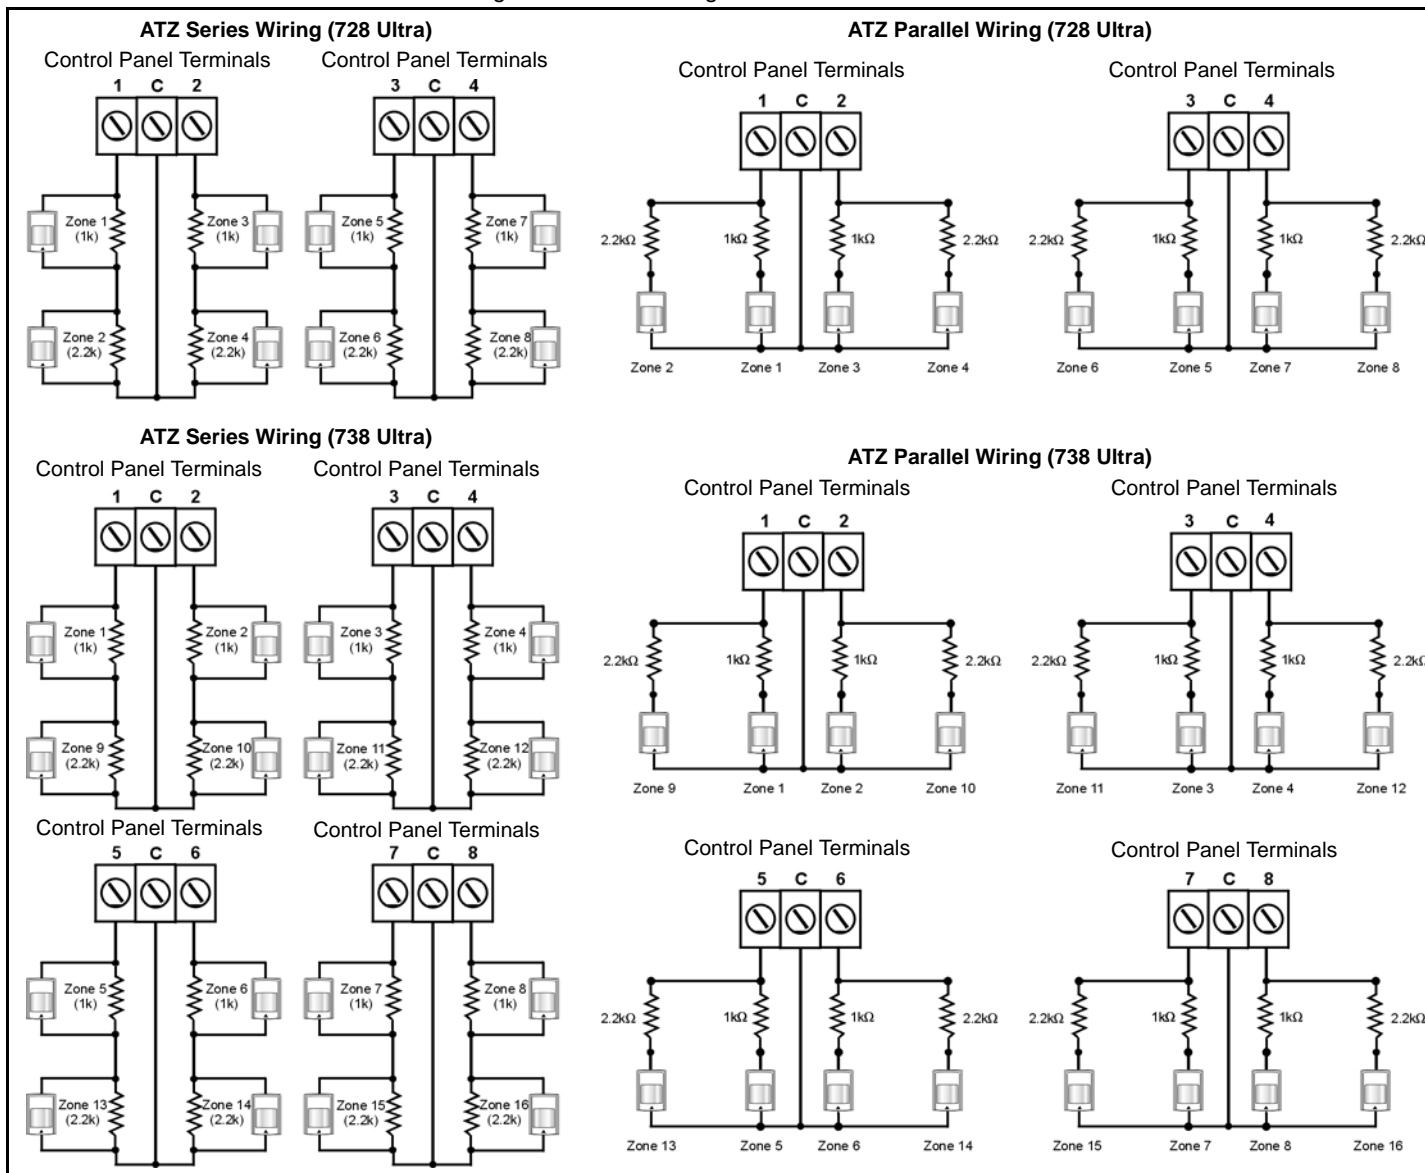 ATZ Series Wiring (728 Ultra)
Control Panel Terminals
Control Panel Terminals
1 C 2
3 C 4
Zone 1
(1k)
Zone 3
(1k)
Zone 5
(1k)
Zone 7
(1k)
Zone 2
(2.2k)
Zone 4
(2.2k)
Zone 6
(2.2k)
Zone 8
(2.2k)
ATZ Parallel Wiring (728 Ultra)
Control Panel Terminals
Control Panel Terminals
1 C 2
3 C 4
2.2kΩ
1kΩ
1kΩ
2.2kΩ
2.2kΩ
1kΩ
1kΩ
2.2kΩ
Zone 2
Zone 1
Zone 3
Zone 4
Zone 6
Zone 5
Zone 7
Zone 8
ATZ Series Wiring (738 Ultra)
Control Panel Terminals
Control Panel Terminals
1 C 2
3 C 4
Zone 1
(1k)
Zone 2
(1k)
Zone 3
(1k)
Zone 4
(1k)
Zone 9
(2.2k)
Zone 10
(2.2k)
Zone 11
(2.2k)
Zone 12
(2.2k)
Control Panel Terminals
Control Panel Terminals
5 C 6
7 C 8
Zone 5
(1k)
Zone 6
(1k)
Zone 7
(1k)
Zone 8
(1k)
Zone 13
(2.2k)
Zone 14
(2.2k)
Zone 15
(2.2k)
Zone 16
(2.2k)
ATZ Parallel Wiring (738 Ultra)
Control Panel Terminals
Control Panel Terminals
1 C 2
3 C 4
2.2kΩ
1kΩ
1kΩ
2.2kΩ
2.2kΩ
1kΩ
1kΩ
2.2kΩ
Zone 9
Zone 1
Zone 2
Zone 10
Zone 11
Zone 3
Zone 4
Zone 12
Control Panel Terminals
Control Panel Terminals
5 C 6
7 C 8
2.2kΩ
1kΩ
1kΩ
2.2kΩ
2.2kΩ
1kΩ
1kΩ
2.2kΩ
Zone 13
Zone 5
Zone 6
Zone 14
Zone 15
Zone 7
Zone 8
Zone 16